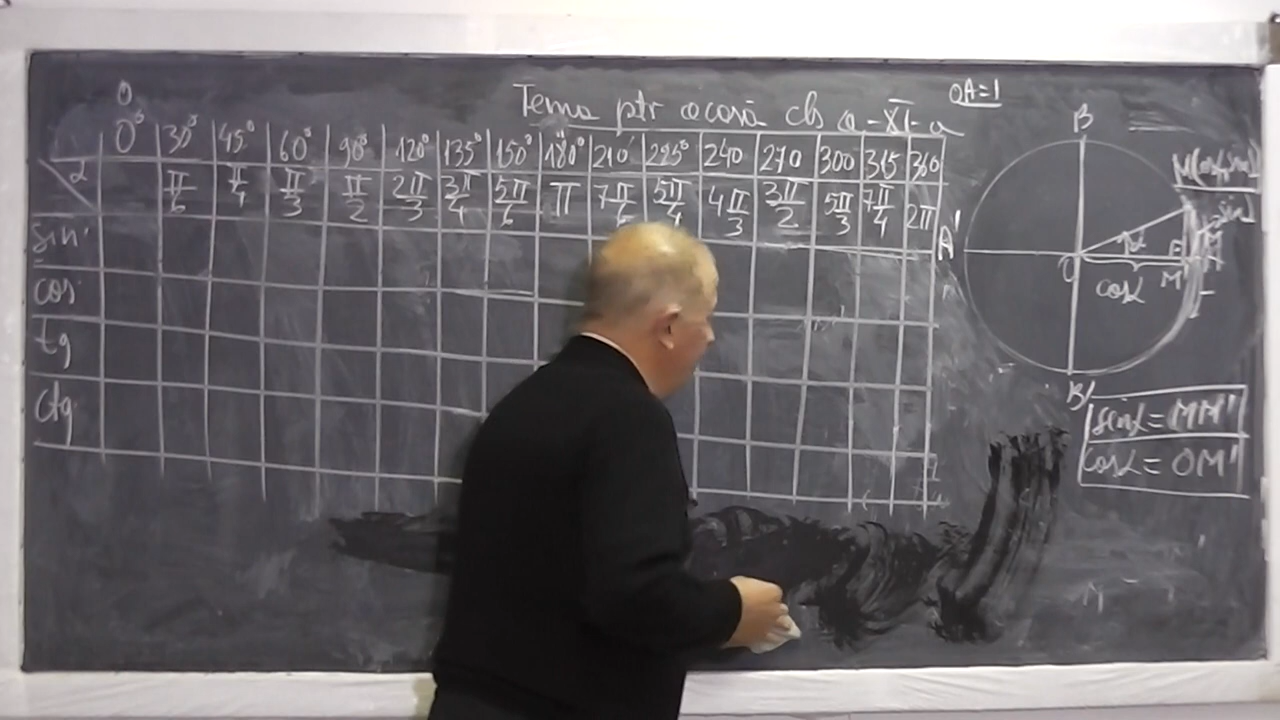 Tema ptr acasă cls a-XI-a
OA=1
0
0° 30° 45° 60° 90° 120° 135° 150° 180° 210° 225° 240 270 300 315 360
α π/6 π/4 π/3 π/2 2π/3 3π/4 5π/6 π 7π/6 5π/4 4π/3 3π/2 5π/3 7π/4 2π
sin
cos
tg
ctg
B
M(cosα, sinα)
sinα
A'
α
O
M'
cosα
B'
sinα = MM'
cosα = OM'